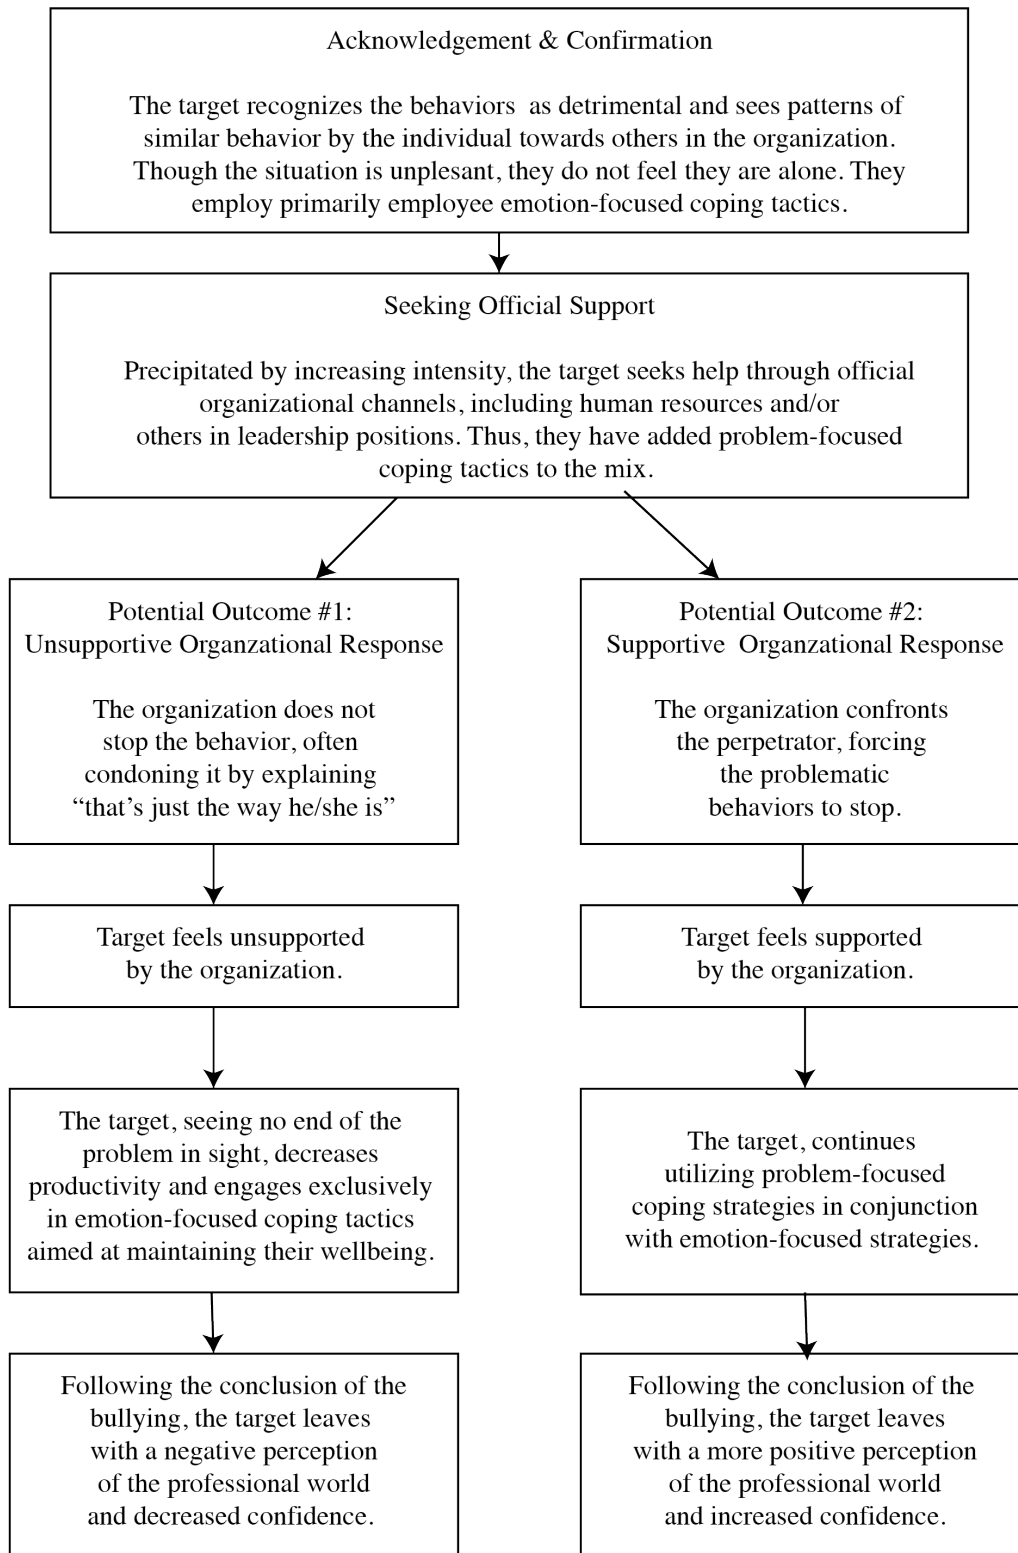 Acknowledgement & Confirmation
The target recognizes the behaviors as detrimental and sees patterns of
similar behavior by the individual towards others in the organization.
Though the situation is unplesant, they do not feel they are alone. They
employ primarily employee emotion-focused coping tactics.
Seeking Official Support
Precipitated by increasing intensity, the target seeks help through official
organizational channels, including human resources and/or
others in leadership positions. Thus, they have added problem-focused
coping tactics to the mix.
Potential Outcome #1:
Unsupportive Organzational Response
The organization does not
stop the behavior, often
condoning it by explaining
“that’s just the way he/she is”
Target feels unsupported
by the organization.
The target, seeing no end of the
problem in sight, decreases
productivity and engages exclusively
in emotion-focused coping tactics
aimed at maintaining their wellbeing.
Following the conclusion of the
bullying, the target leaves
with a negative perception
of the professional world
and decreased confidence.
Potential Outcome #2:
Supportive Organzational Response
The organization confronts
the perpetrator, forcing
the problematic
behaviors to stop.
Target feels supported
by the organization.
The target, continues
utilizing problem-focused
coping strategies in conjunction
with emotion-focused strategies.
Following the conclusion of the
bullying, the target leaves
with a more positive perception
of the professional world
and increased confidence.